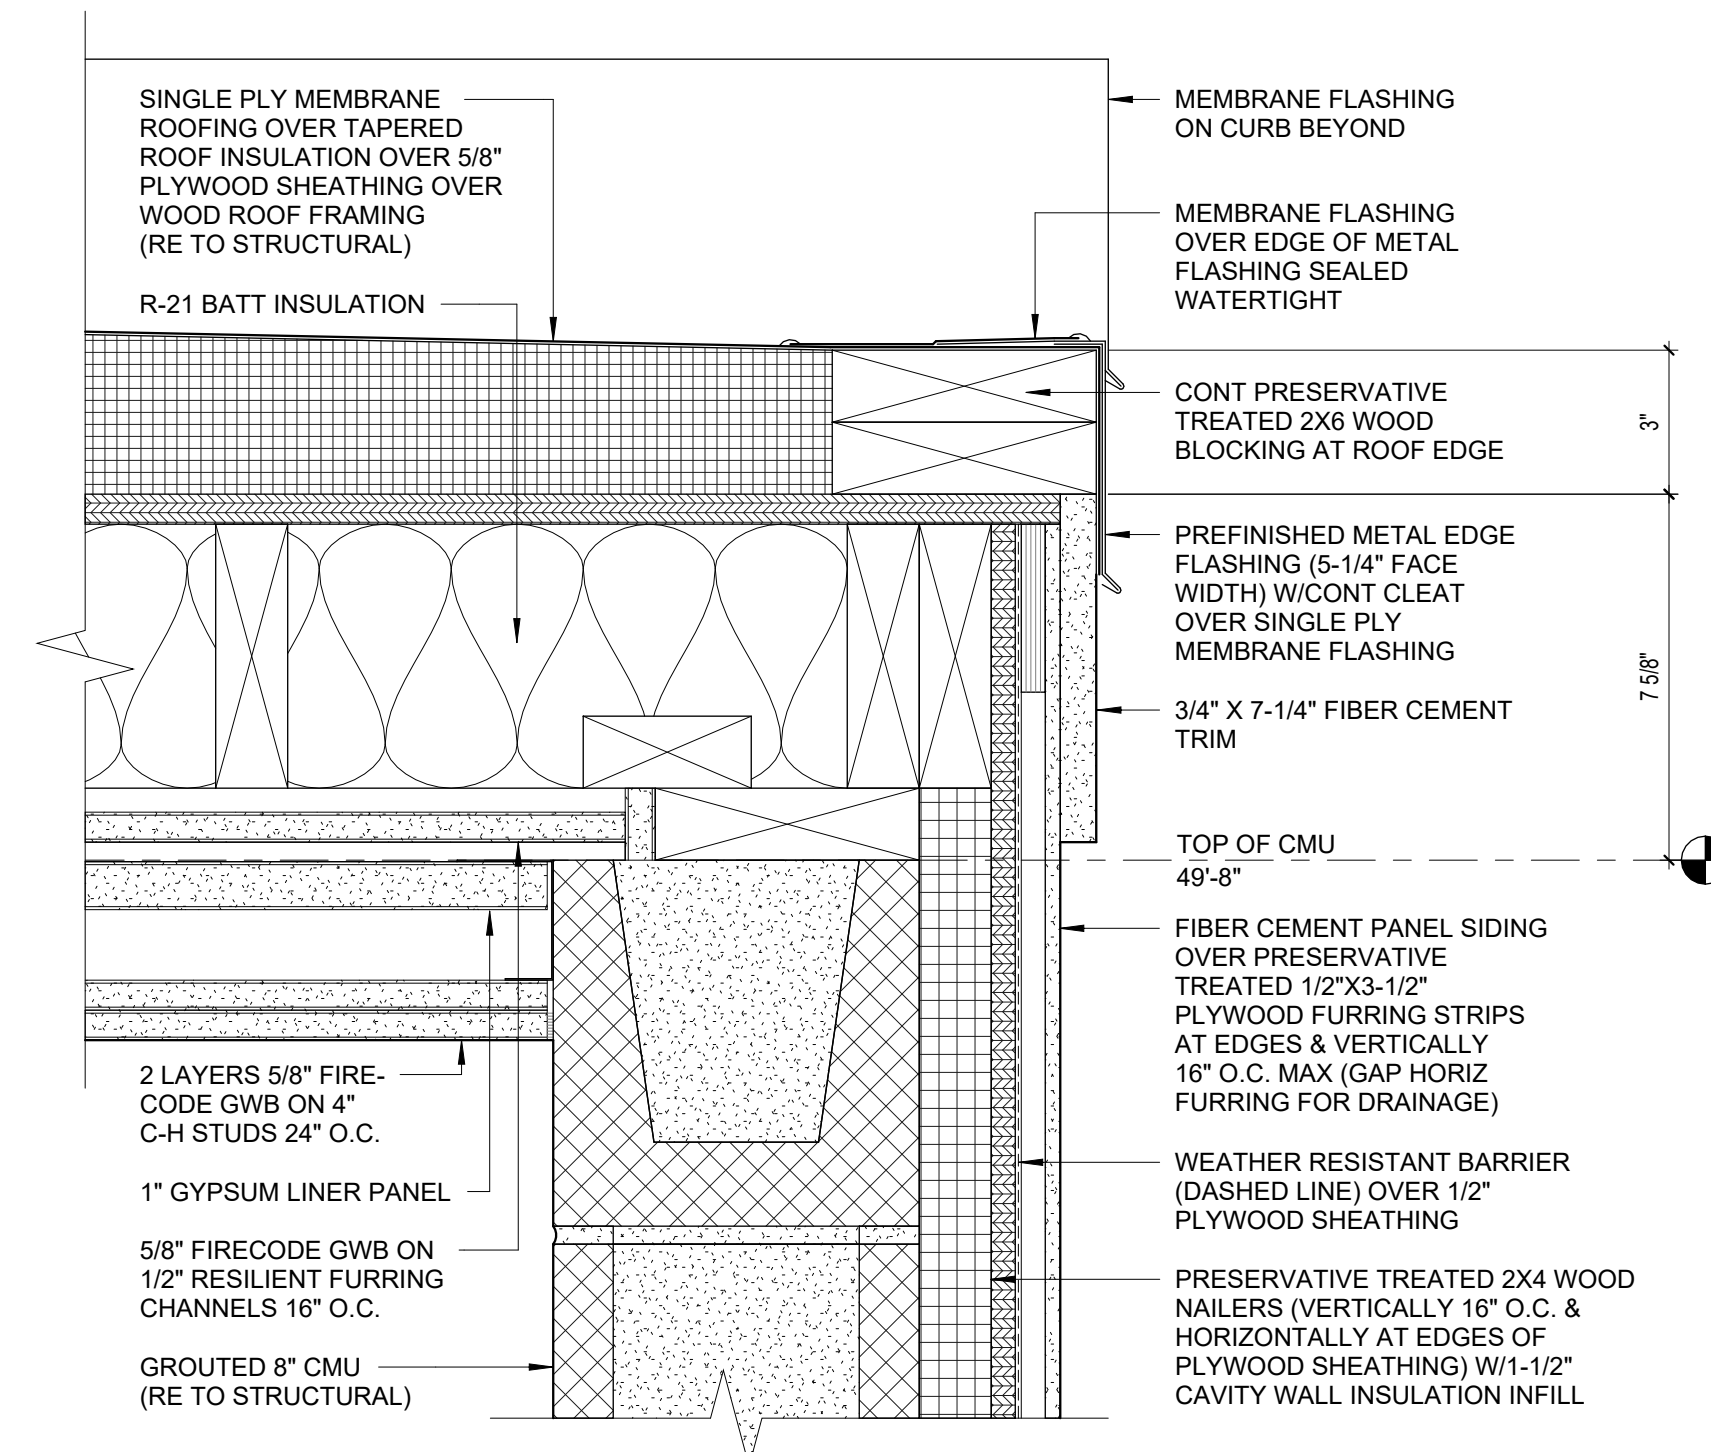 SINGLE PLY MEMBRANE
ROOFING OVER TAPERED
ROOF INSULATION OVER 5/8"
PLYWOOD SHEATHING OVER
WOOD ROOF FRAMING
(RE TO STRUCTURAL)
R-21 BATT INSULATION
MEMBRANE FLASHING
ON CURB BEYOND
MEMBRANE FLASHING
OVER EDGE OF METAL
FLASHING SEALED
WATERTIGHT
CONT PRESERVATIVE
TREATED 2X6 WOOD
BLOCKING AT ROOF EDGE
3"
PREFINISHED METAL EDGE
FLASHING (5-1/4" FACE
WIDTH) W/CONT CLEAT
OVER SINGLE PLY
MEMBRANE FLASHING
7 5/8"
3/4" X 7-1/4" FIBER CEMENT
TRIM
TOP OF CMU
49'-8"
FIBER CEMENT PANEL SIDING
OVER PRESERVATIVE
TREATED 1/2"X3-1/2"
PLYWOOD FURRING STRIPS
AT EDGES & VERTICALLY
16" O.C. MAX (GAP HORIZ
FURRING FOR DRAINAGE)
WEATHER RESISTANT BARRIER
(DASHED LINE) OVER 1/2"
PLYWOOD SHEATHING
PRESERVATIVE TREATED 2X4 WOOD
NAILERS (VERTICALLY 16" O.C. &
HORIZONTALLY AT EDGES OF
PLYWOOD SHEATHING) W/1-1/2"
CAVITY WALL INSULATION INFILL
2 LAYERS 5/8" FIRE-
CODE GWB ON 4"
C-H STUDS 24" O.C.
1" GYPSUM LINER PANEL
5/8" FIRECODE GWB ON
1/2" RESILIENT FURRING
CHANNELS 16" O.C.
GROUTED 8" CMU
(RE TO STRUCTURAL)